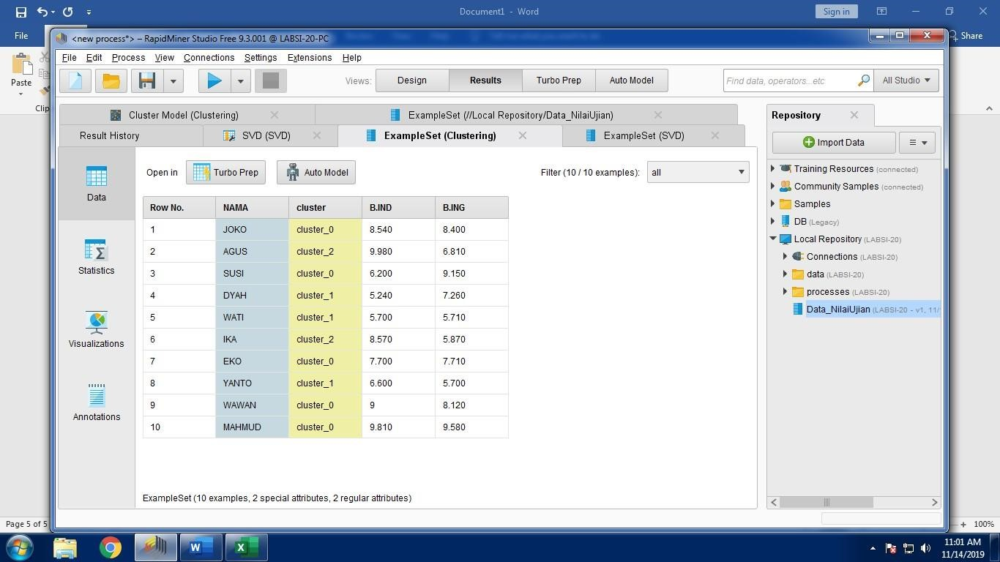 Document1 - Word
Sign in
File
Share
Paste
<new process*> – RapidMiner Studio Free 9.3.001 @ LABSI-20-PC
File Edit Process View Connections Settings Extensions Help
Views: Design Results Turbo Prep Auto Model
Find data, operators...etc
All Studio
Cluster Model (Clustering)
ExampleSet (//Local Repository/Data_NilaiUjian)
Result History
SVD (SVD)
ExampleSet (Clustering)
ExampleSet (SVD)
Data
Statistics
Visualizations
Annotations
Open in Turbo Prep Auto Model
Filter (10 / 10 examples): all
Row No. NAMA cluster B.IND B.ING
1 JOKO cluster_0 8.540 8.400
2 AGUS cluster_2 9.980 6.810
3 SUSI cluster_0 6.200 9.150
4 DYAH cluster_1 5.240 7.260
5 WATI cluster_1 5.700 5.710
6 IKA cluster_2 8.570 5.870
7 EKO cluster_0 7.700 7.710
8 YANTO cluster_1 6.600 5.700
9 WAWAN cluster_0 9 8.120
10 MAHMUD cluster_0 9.810 9.580
ExampleSet (10 examples, 2 special attributes, 2 regular attributes)
Repository
Import Data
Training Resources (connected)
Community Samples (connected)
Samples
DB (Legacy)
Local Repository (LABSI-20)
Connections (LABSI-20)
data (LABSI-20)
processes (LABSI-20)
Data_NilaiUjian (LABSI-20 - v1, 11/
Clip
Page 5 of 5
100%
11:01 AM
11/14/2019